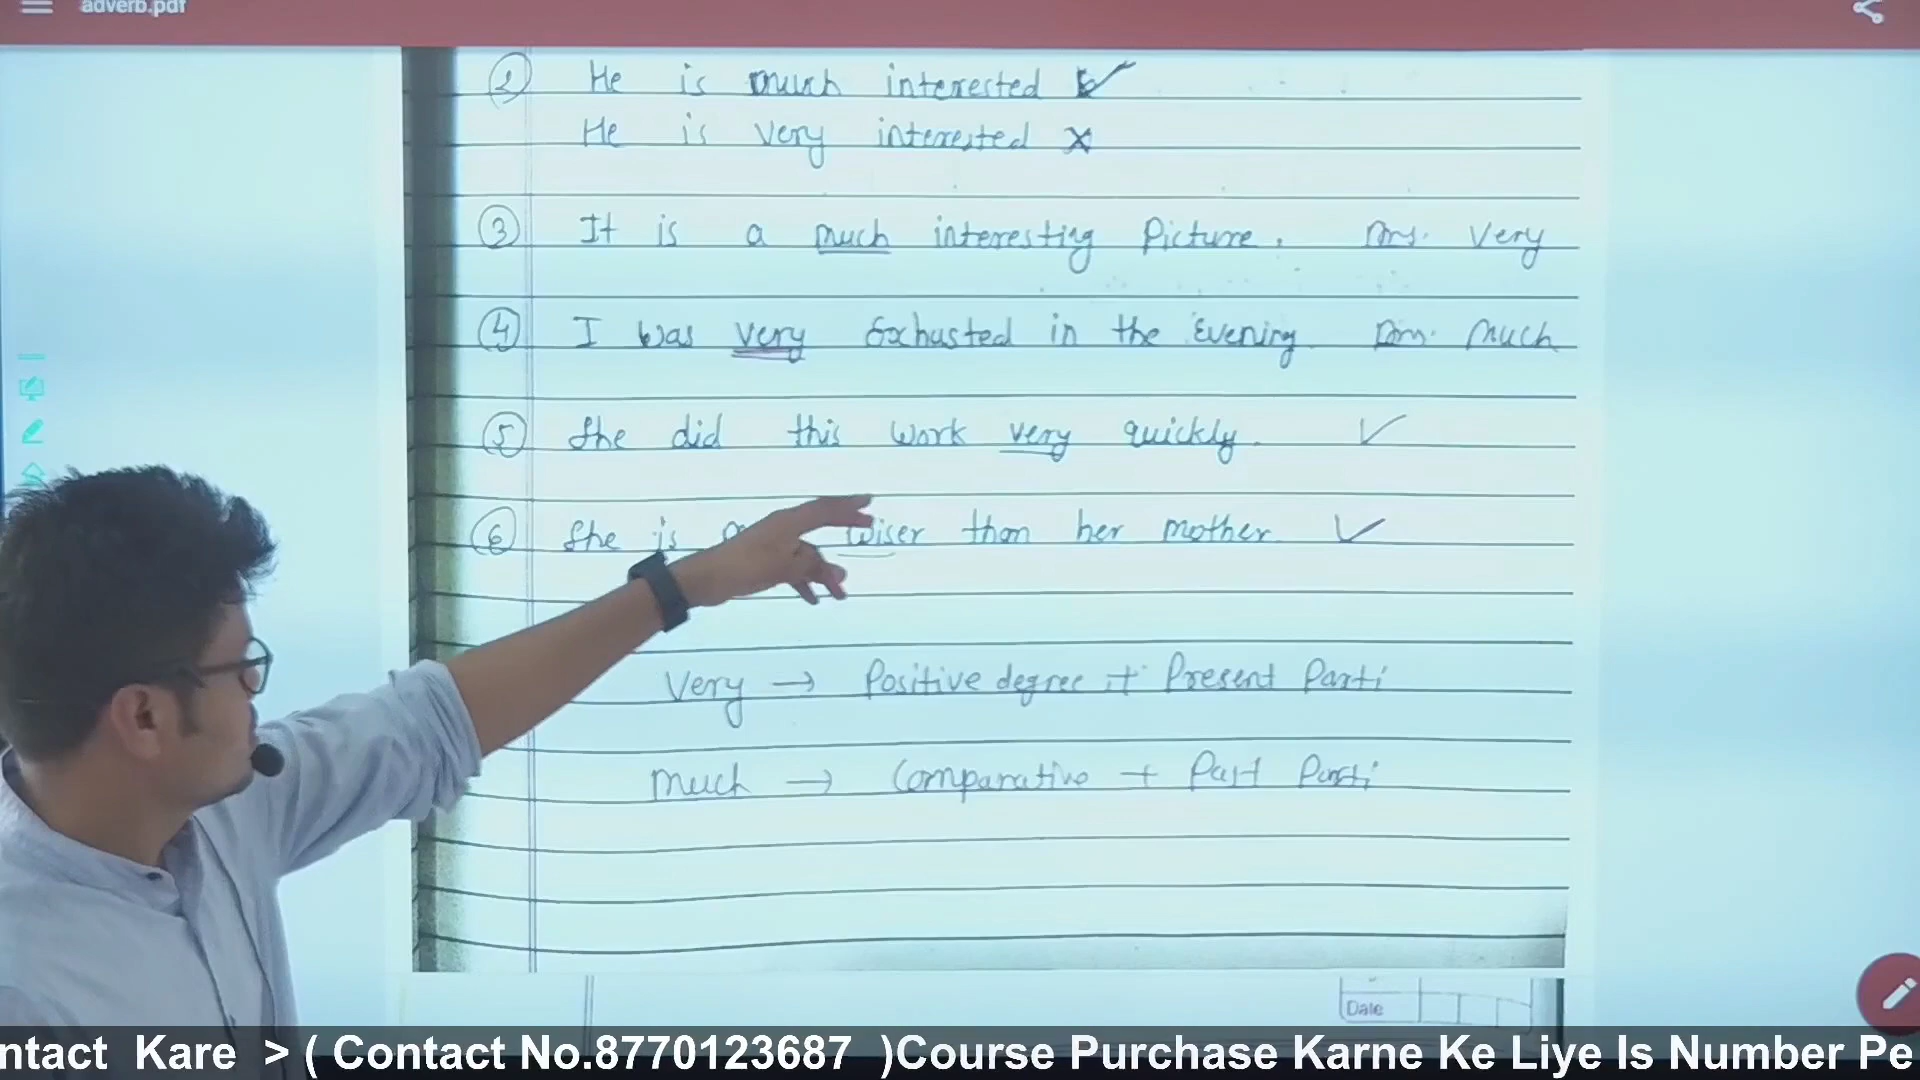 adverb.pdf
② He is much interested ✓
He is very interested ×
③ It is a much interesting Picture. Ans. Very
④ I was very Exhusted in the Evening. Ans. Much
⑤ She did this work very quickly. ✓
⑥ She is wiser than her mother. ✓
Very → Positive degree + Present Parti
Much → Comparative + Past Parti
Date
ntact Kare > ( Contact No.8770123687 )Course Purchase Karne Ke Liye Is Number Pe